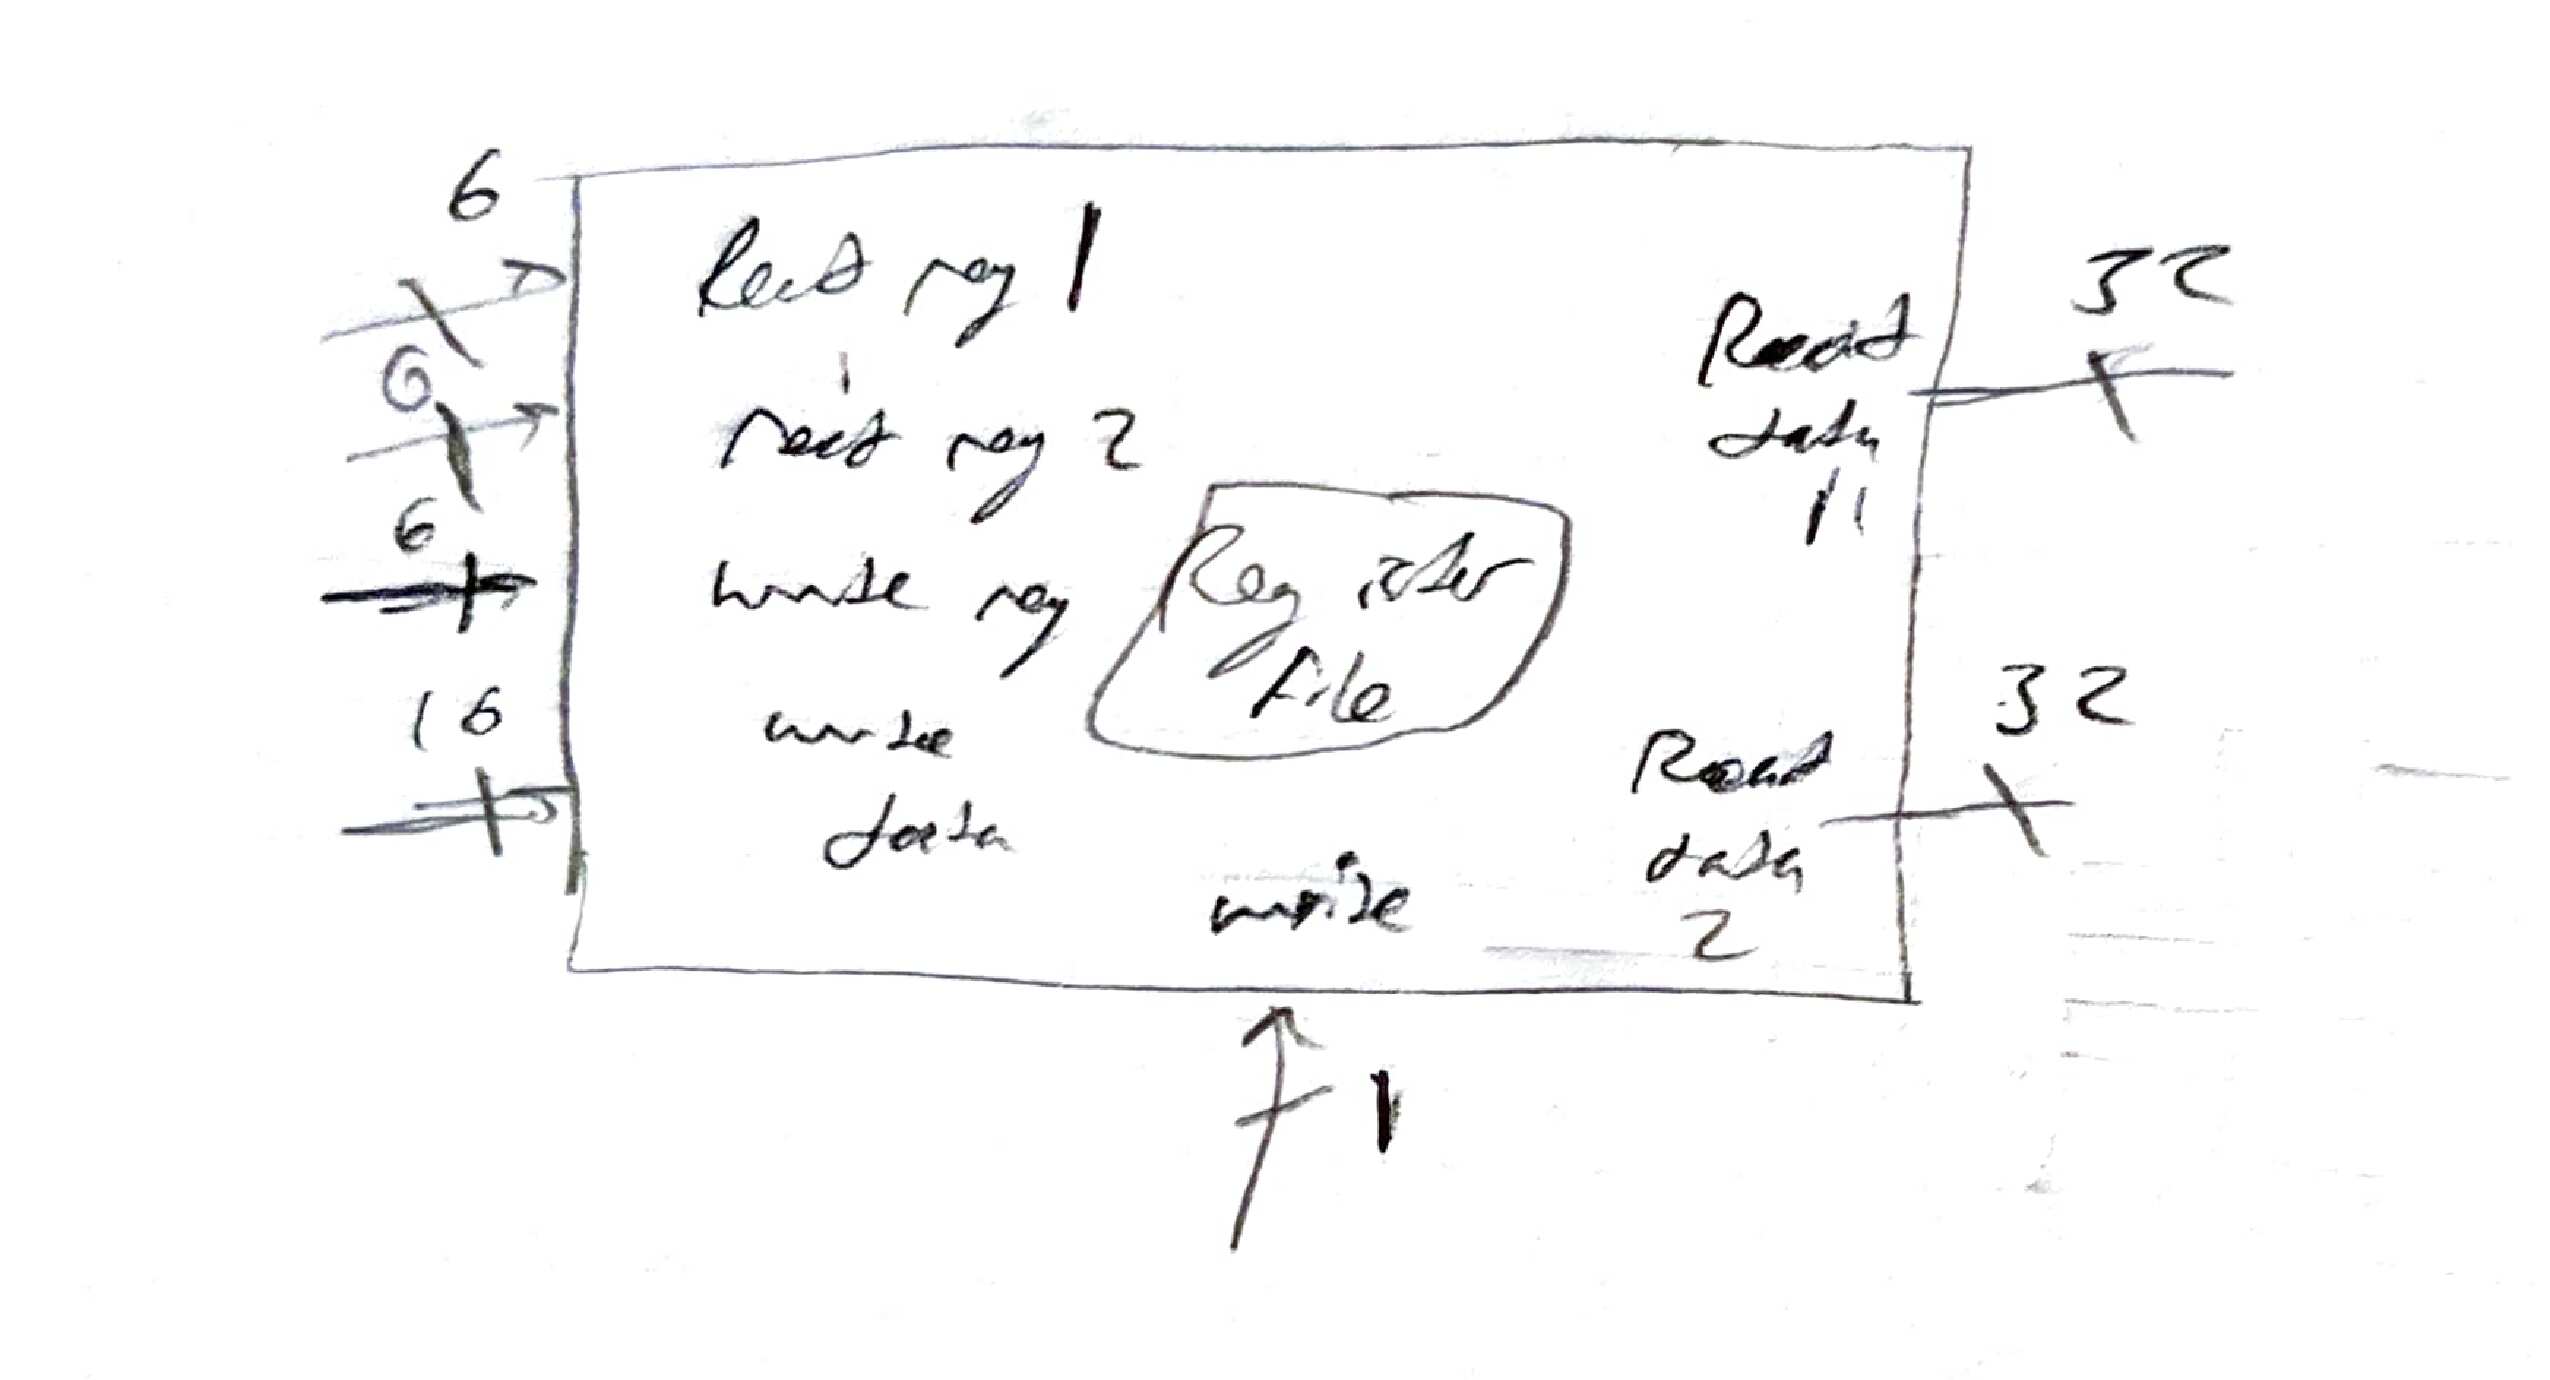 6
Read reg 1
32
6
Read
data
1
read reg 2
6
write reg
Register
File
16
write
data
32
Read
data
2
write
1